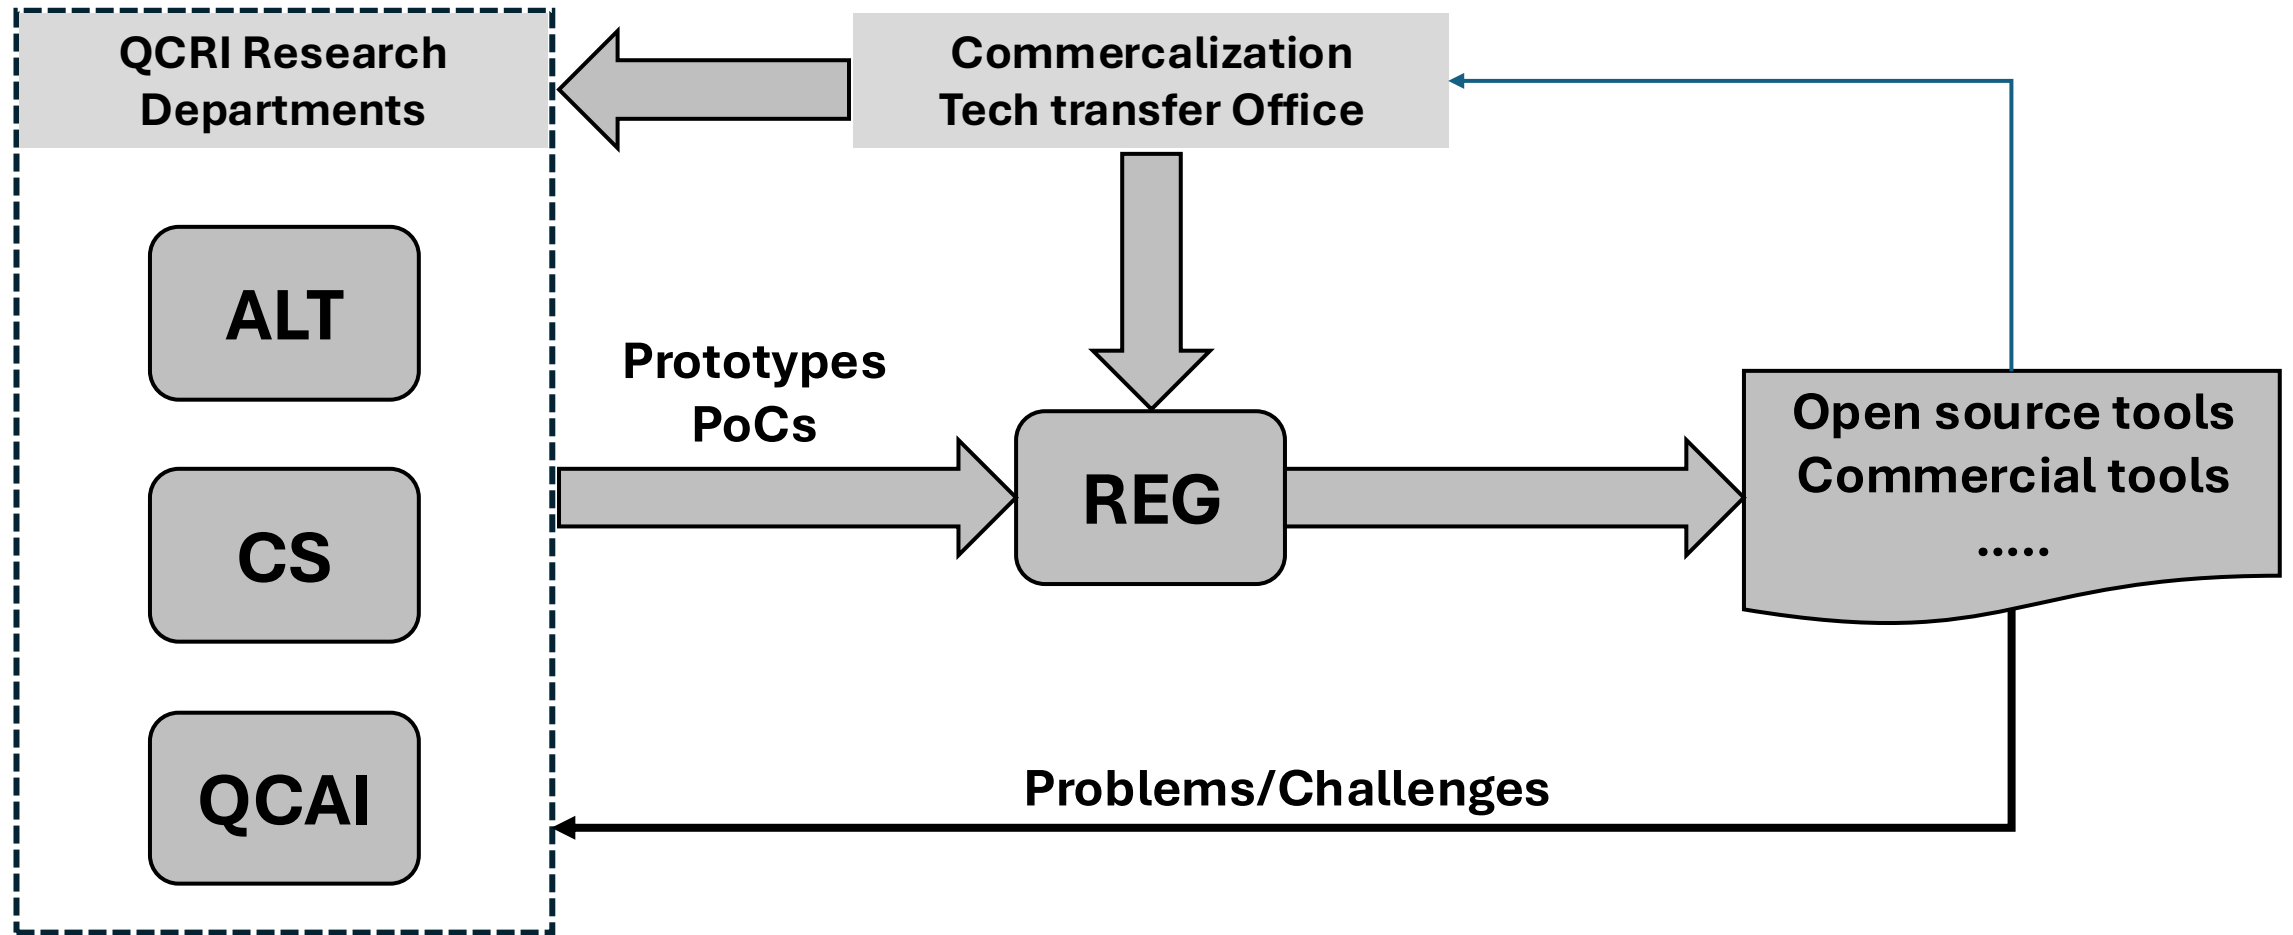 QCRI Research
Departments
Commercalization
Tech transfer Office
ALT
CS
QCAI
Prototypes
PoCs
REG
Open source tools
Commercial tools
.....
Problems/Challenges